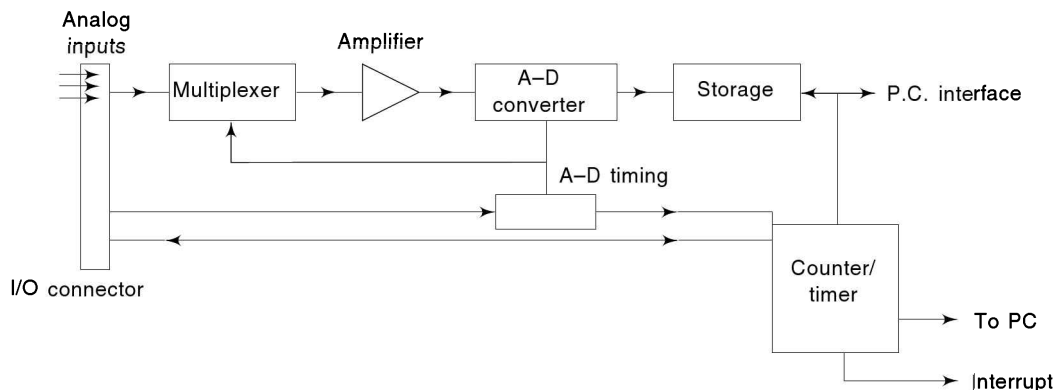 Analog
inputs
Amplifier
Multiplexer
A–D
converter
Storage
P.C. interface
A–D timing
I/O connector
Counter/
timer
To PC
Interrupt